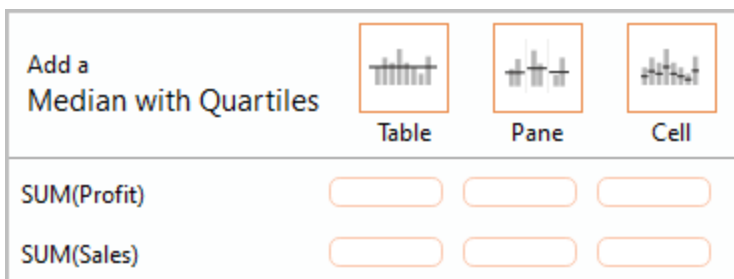 Add a
Median with Quartiles
Table Pane Cell
SUM(Profit)
SUM(Sales)